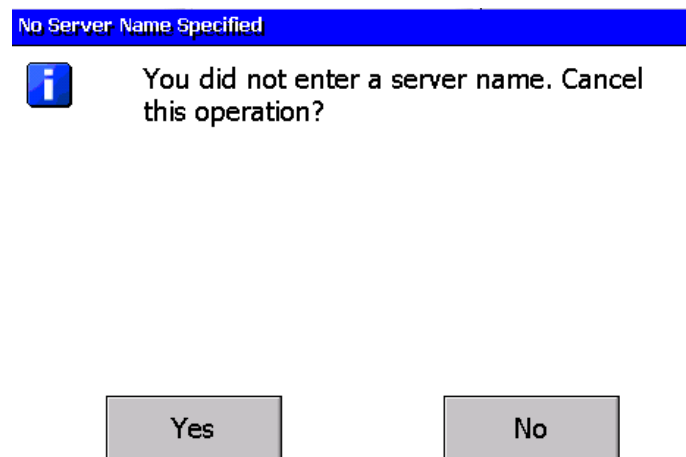 No Server Name Specified
You did not enter a server name. Cancel
this operation?
Yes
No